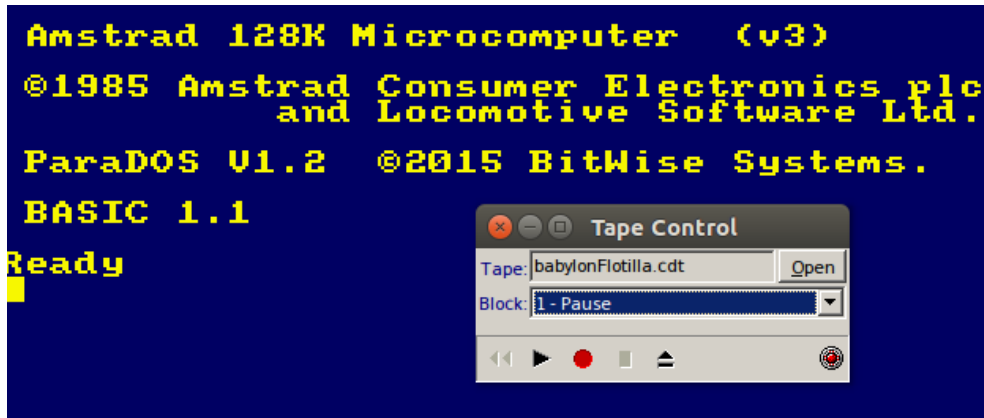 Amstrad 128K Microcomputer (v3)
©1985 Amstrad Consumer Electronics plc
and Locomotive Software Ltd.
ParaDOS V1.2 ©2015 BitWise Systems.
BASIC 1.1
Ready
Tape Control
Tape: babylonFlotilla.cdt Open
Block: 1 - Pause